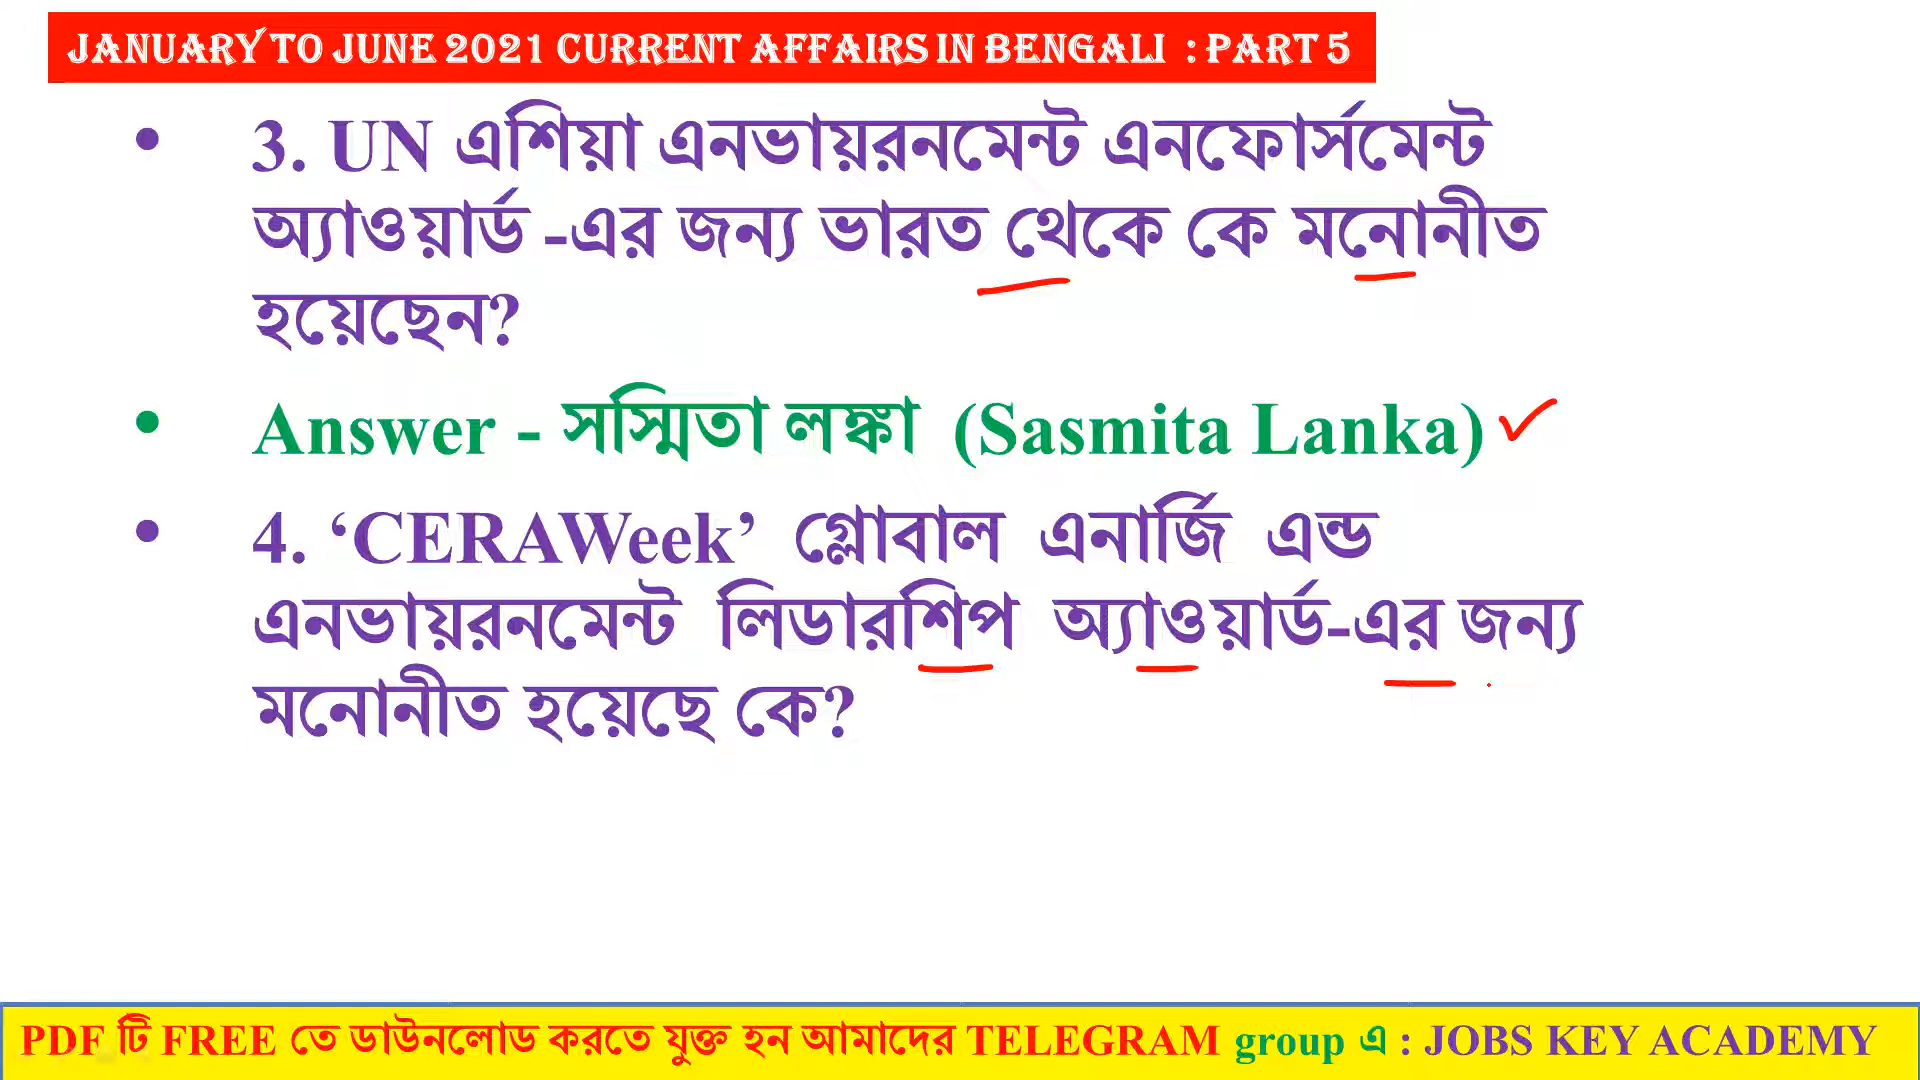 JANUARY TO JUNE 2021 CURRENT AFFAIRS IN BENGALI : PART 5
• 3. UN এশিয়া এনভায়রনমেন্ট এনফোর্সমেন্ট
অ্যাওয়ার্ড -এর জন্য ভারত থেকে কে মনোনীত
হয়েছেন?
• Answer - সস্মিতা লঙ্কা (Sasmita Lanka)
• 4. ‘CERAWeek’ গ্লোবাল এনার্জি এন্ড
এনভায়রনমেন্ট লিডারশিপ অ্যাওয়ার্ড-এর জন্য
মনোনীত হয়েছে কে?
PDF টি FREE তে ডাউনলোড করতে যুক্ত হন আমাদের TELEGRAM group এ : JOBS KEY ACADEMY